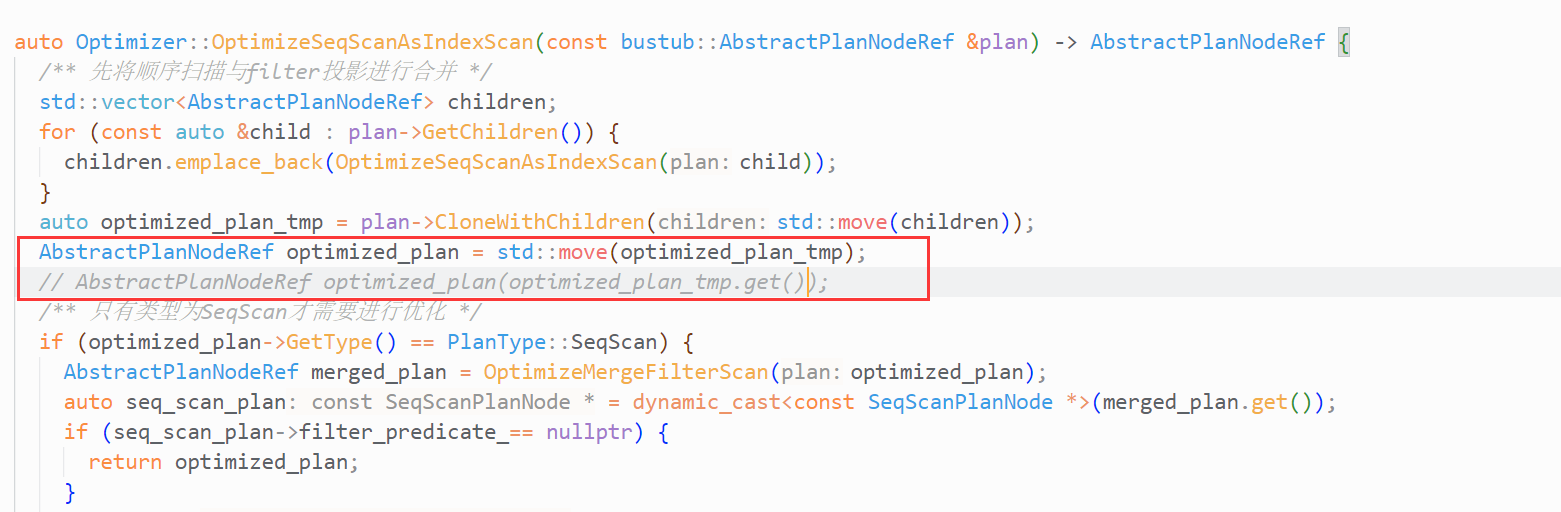 auto Optimizer::OptimizeSeqScanAsIndexScan(const bustub::AbstractPlanNodeRef &plan) -> AbstractPlanNodeRef {
/** 先将顺序扫描与filter投影进行合并 */
std::vector<AbstractPlanNodeRef> children;
for (const auto &child : plan->GetChildren()) {
children.emplace_back(OptimizeSeqScanAsIndexScan(plan: child));
}
auto optimized_plan_tmp = plan->CloneWithChildren(children: std::move(children));
AbstractPlanNodeRef optimized_plan = std::move(optimized_plan_tmp);
// AbstractPlanNodeRef optimized_plan(optimized_plan_tmp.get());
/** 只有类型为SeqScan才需要进行优化 */
if (optimized_plan->GetType() == PlanType::SeqScan) {
AbstractPlanNodeRef merged_plan = OptimizeMergeFilterScan(plan: optimized_plan);
auto seq_scan_plan: const SeqScanPlanNode * = dynamic_cast<const SeqScanPlanNode *>(merged_plan.get());
if (seq_scan_plan->filter_predicate_== nullptr) {
return optimized_plan;
}